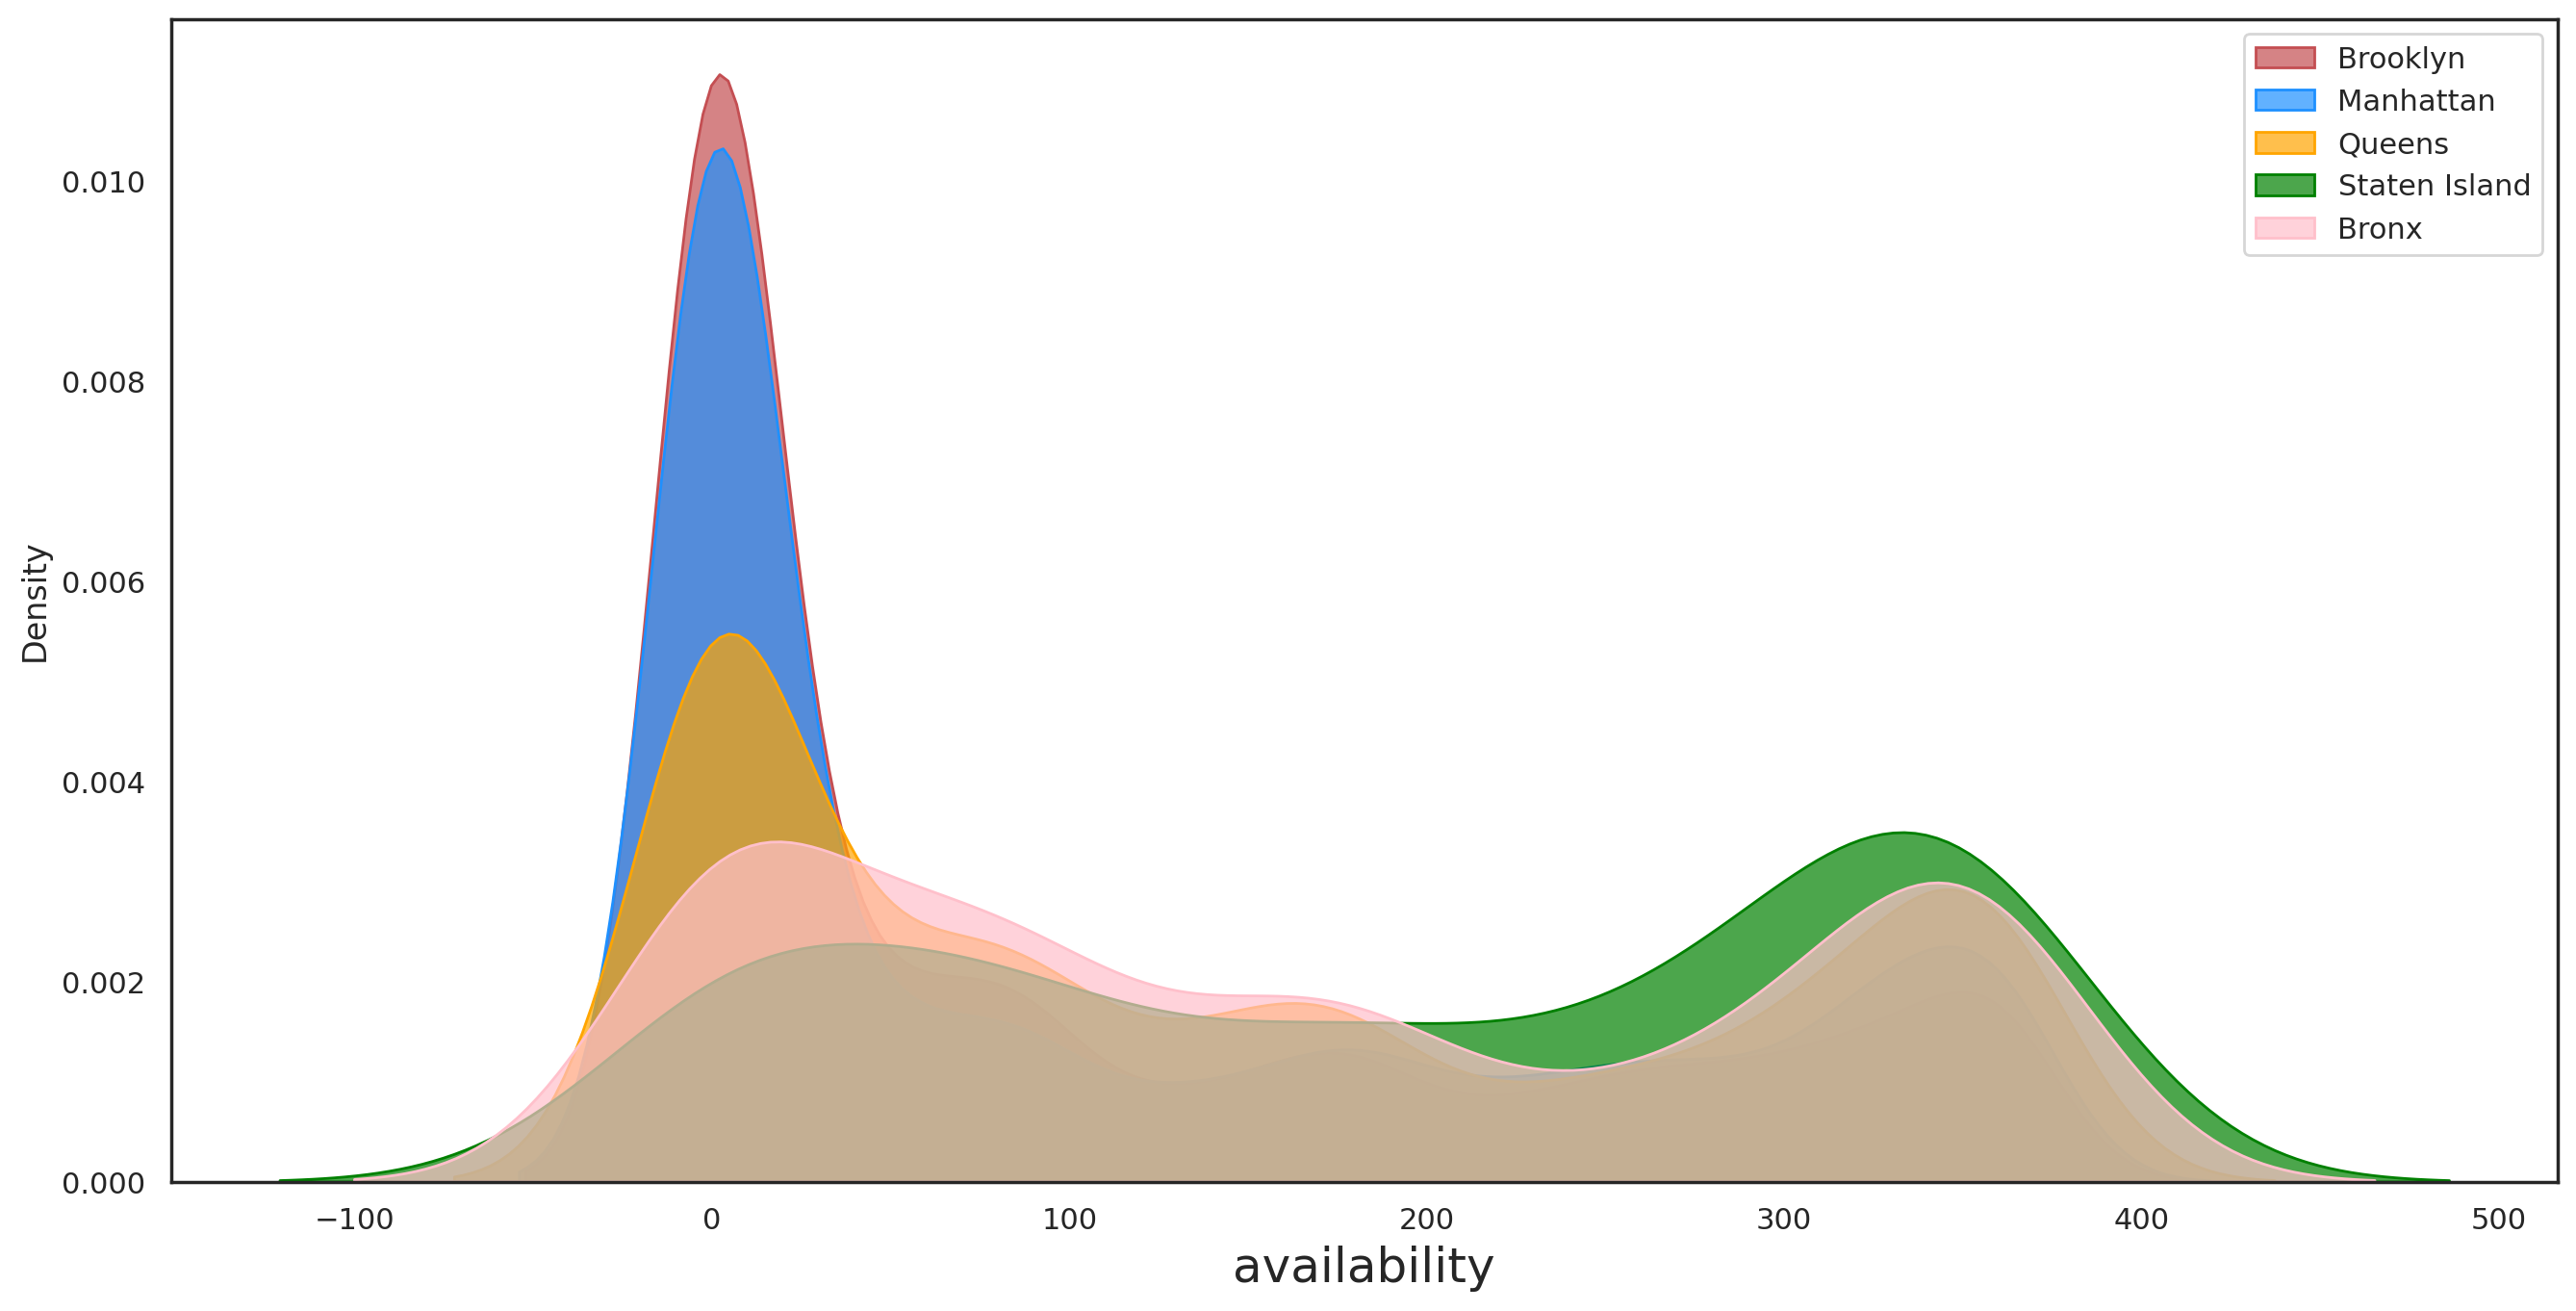 Brooklyn
Manhattan
Queens
Staten Island
Bronx
Density
0.010
0.008
0.006
0.004
0.002
0.000
−100 0 100 200 300 400 500
availability